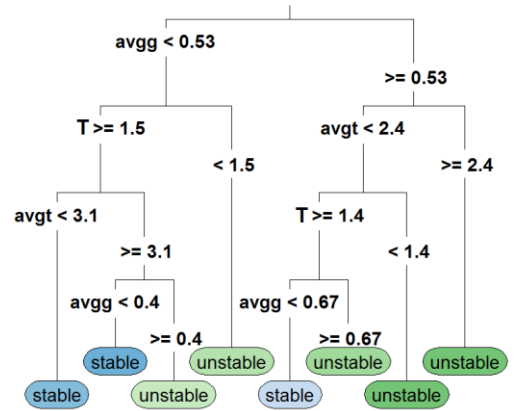 avgg < 0.53
>= 0.53
T >= 1.5
avgt < 2.4
< 1.5
>= 2.4
avgt < 3.1
T >= 1.4
>= 3.1
< 1.4
avgg < 0.4
avgg < 0.67
>= 0.4
>= 0.67
stable
unstable
unstable
unstable
stable
unstable
stable
unstable